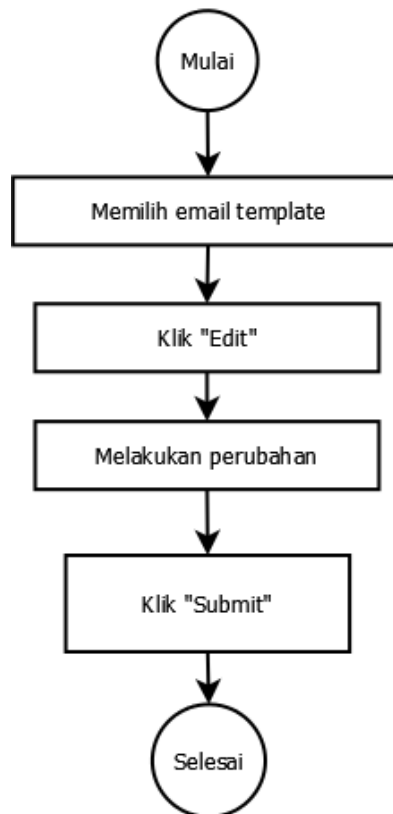 Mulai
Memilih email template
Klik "Edit"
Melakukan perubahan
Klik "Submit"
Selesai